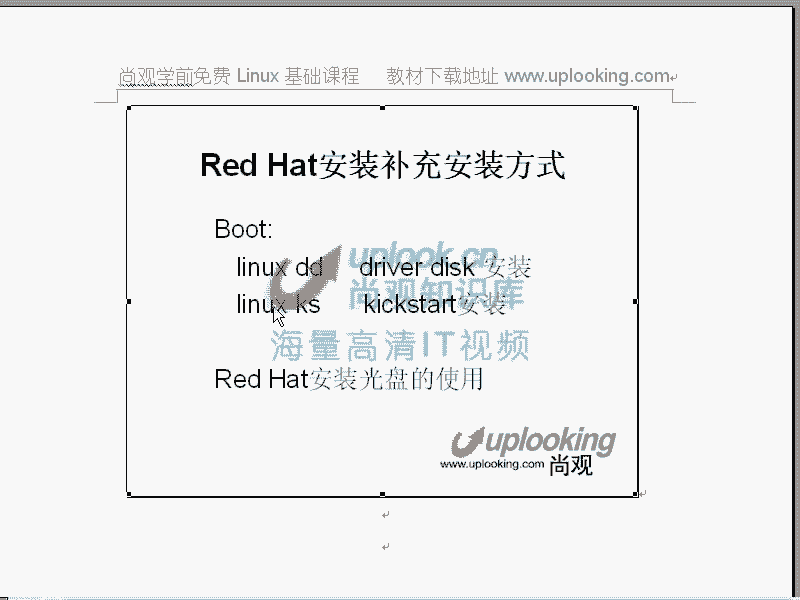 尚观学前免费 Linux 基础课程 教材下载地址 www.uplooking.com
Red Hat安装补充安装方式
Boot:
linux dd driver disk 安装
linux ks kickstart安装
uplook.cn
尚观知识库
海量高清IT视频
Red Hat安装光盘的使用
uplooking
www.uplooking.com 尚观